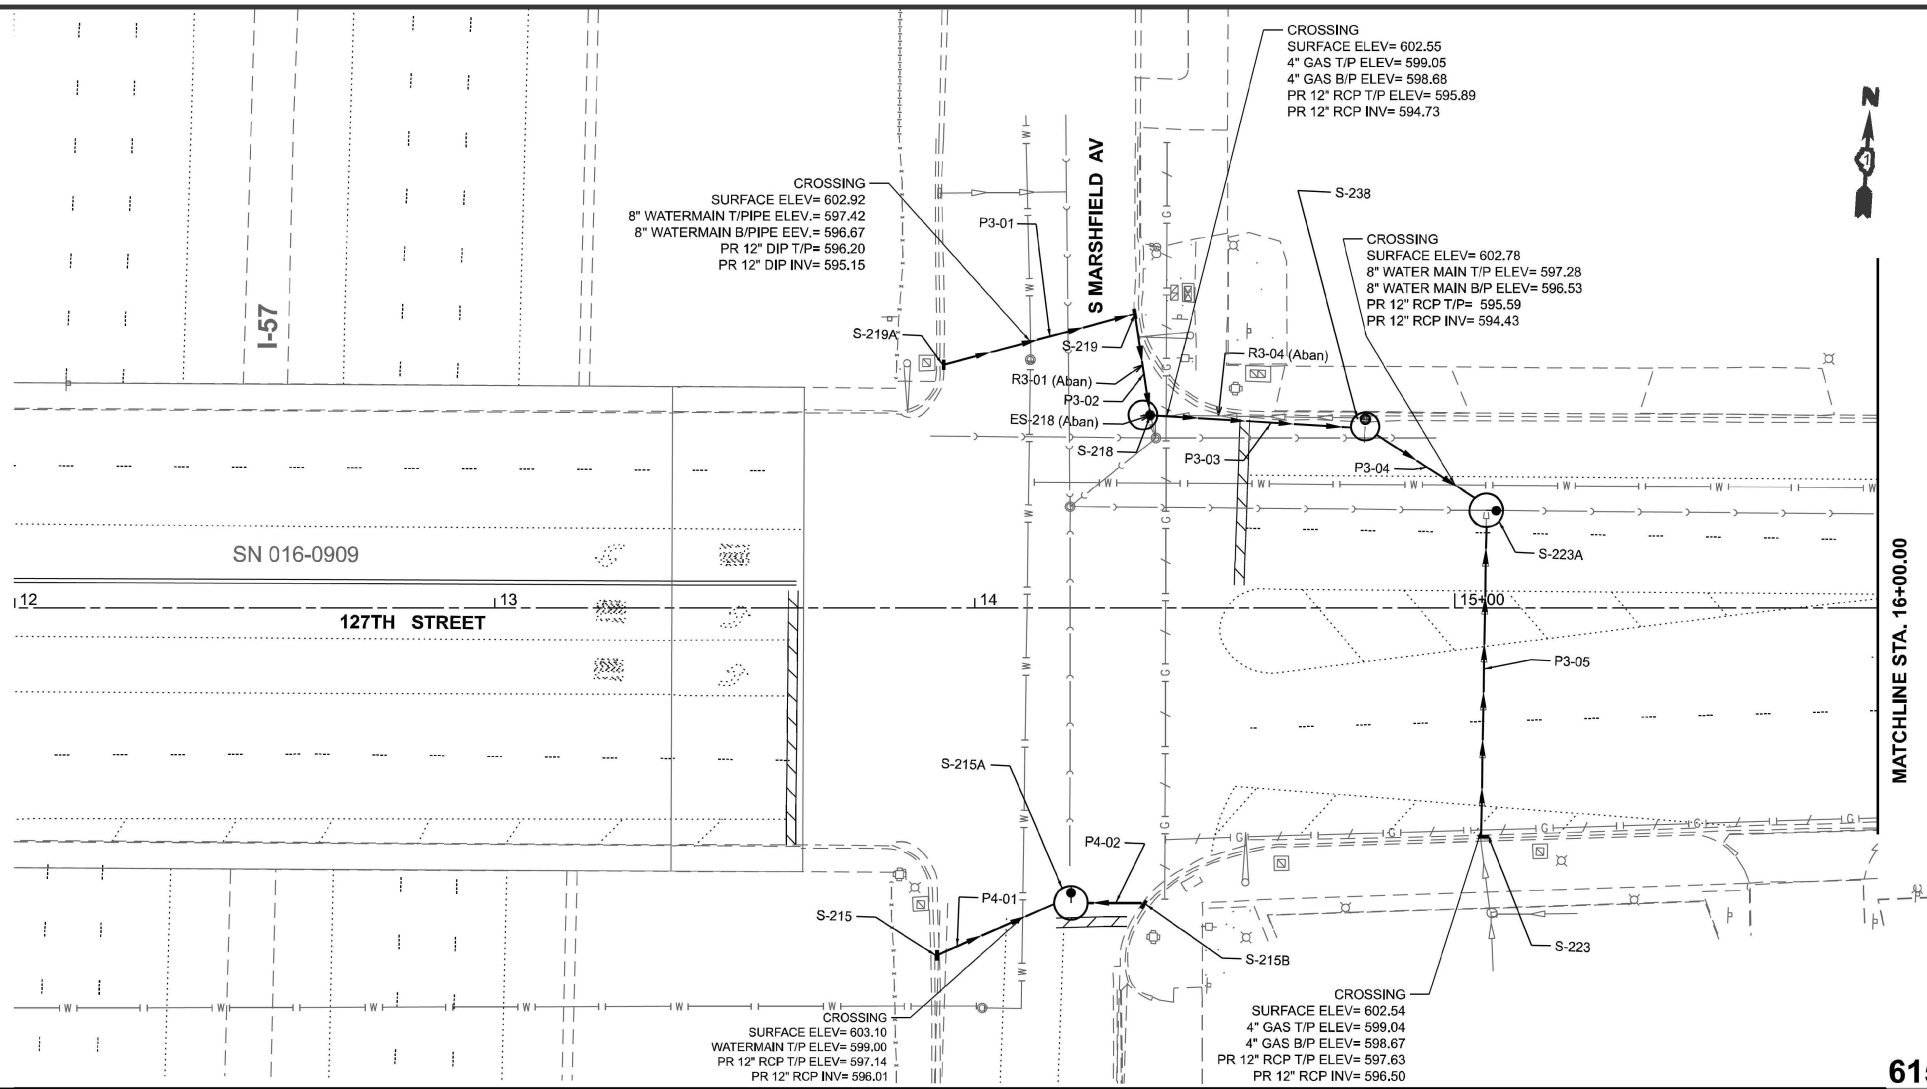 CROSSING
SURFACE ELEV= 602.55
4" GAS T/P ELEV= 599.05
4" GAS B/P ELEV= 598.68
PR 12" RCP T/P ELEV= 595.89
PR 12" RCP INV= 594.73
N
1
CROSSING
SURFACE ELEV= 602.92
8" WATERMAIN T/PIPE ELEV.= 597.42
8" WATERMAIN B/PIPE EEV.= 596.67
PR 12" DIP T/P= 596.20
PR 12" DIP INV= 595.15
P3-01
S MARSHFIELD AV
S-238
CROSSING
SURFACE ELEV= 602.78
8" WATER MAIN T/P ELEV= 597.28
8" WATER MAIN B/P ELEV= 596.53
PR 12" RCP T/P= 595.59
PR 12" RCP INV= 594.43
I-57
S-219A
S-219
R3-04 (Aban)
R3-01 (Aban)
P3-02
ES-218 (Aban)
S-218
P3-03
P3-04
SN 016-0909
S-223A
12
13
14
15+00
127TH STREET
P3-05
MATCHLINE STA. 16+00.00
S-215A
P4-02
P4-01
S-215
S-215B
S-223
CROSSING
SURFACE ELEV= 603.10
WATERMAIN T/P ELEV= 599.00
PR 12" RCP T/P ELEV= 597.14
PR 12" RCP INV= 596.01
CROSSING
SURFACE ELEV= 602.54
4" GAS T/P ELEV= 599.04
4" GAS B/P ELEV= 598.67
PR 12" RCP T/P ELEV= 597.63
PR 12" RCP INV= 596.50